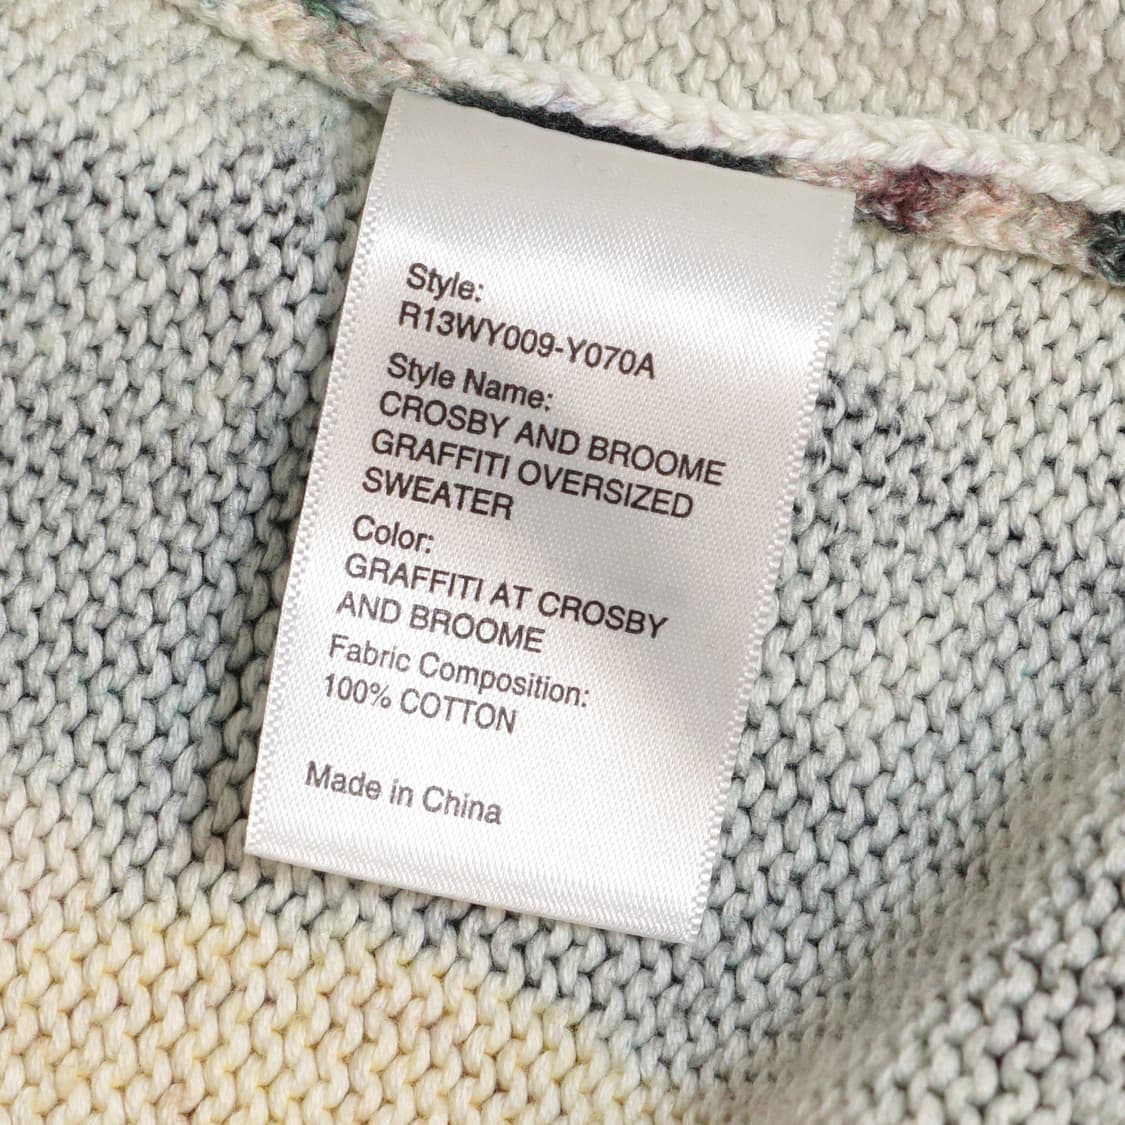 Style:
R13WY009-Y070A
Style Name:
CROSBY AND BROOME
GRAFFITI OVERSIZED
SWEATER
Color:
GRAFFITI AT CROSBY
AND BROOME
Fabric Composition:
100% COTTON
Made in China